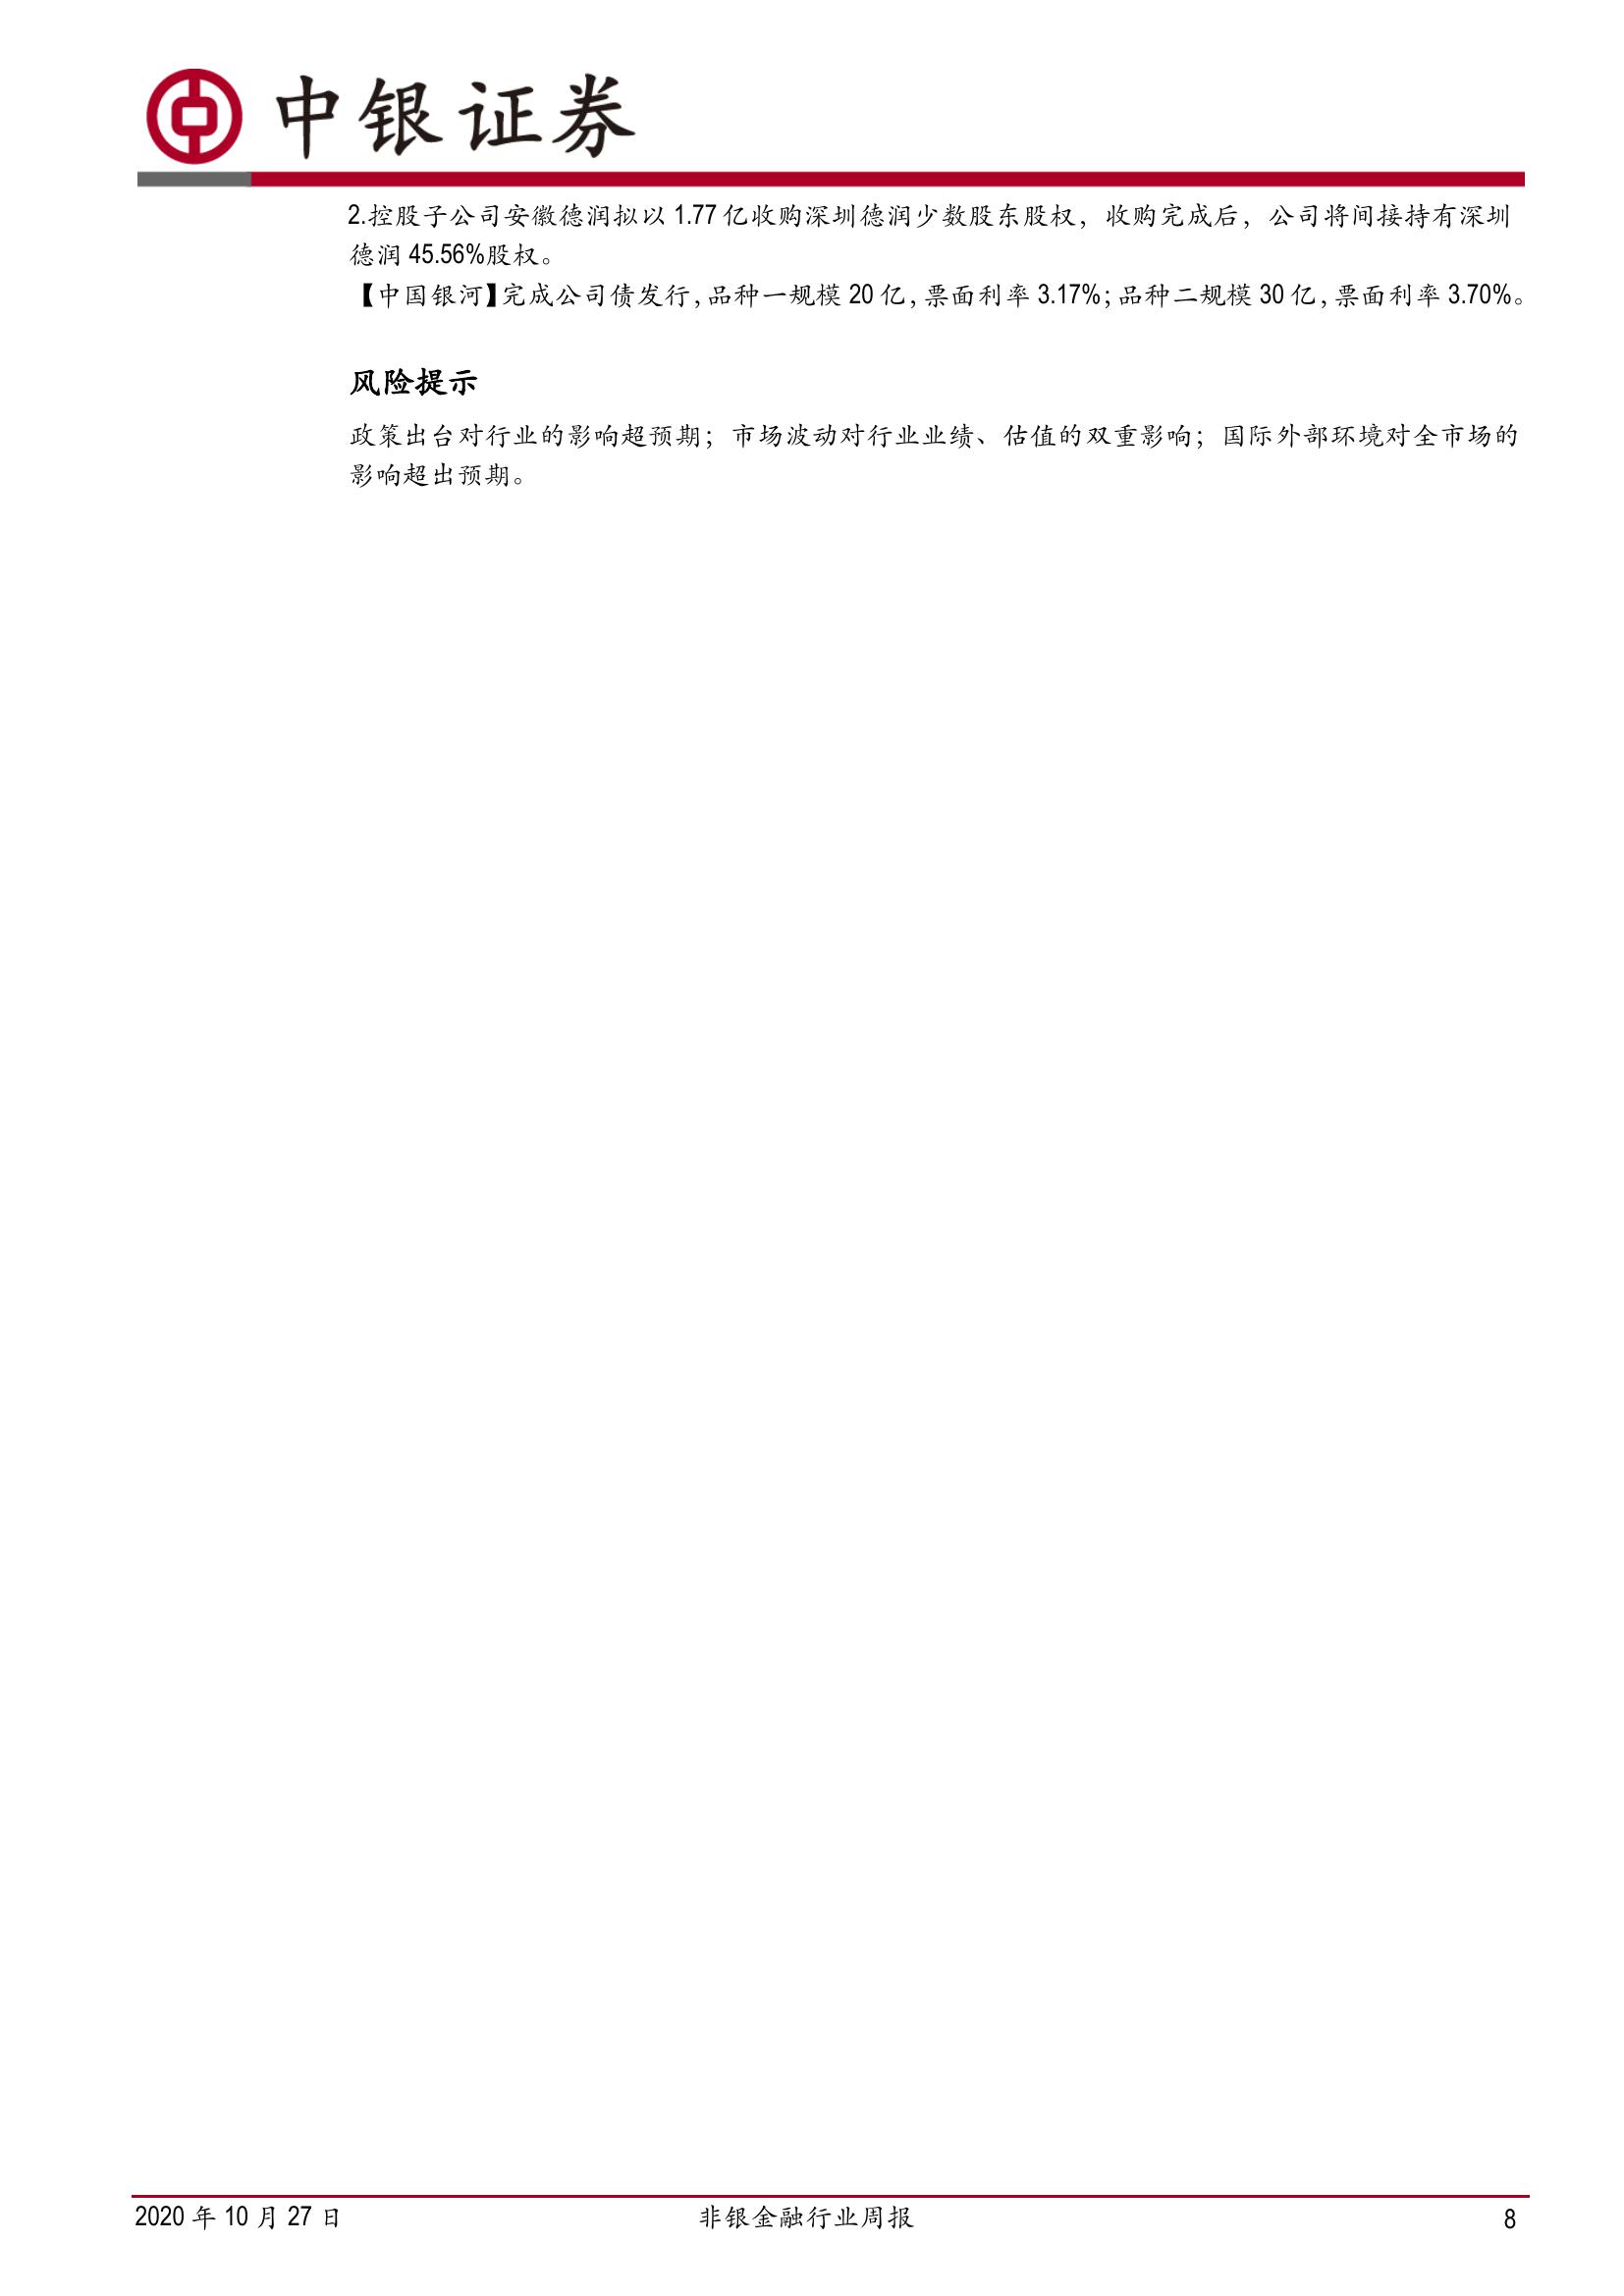 中银证券
2.控股子公司安徽德润拟以 1.77 亿收购深圳德润少数股东股权，收购完成后，公司将间接持有深圳
德润 45.56%股权。
【中国银河】完成公司债发行，品种一规模 20 亿，票面利率 3.17%；品种二规模 30 亿，票面利率 3.70%。
风险提示
政策出台对行业的影响超预期；市场波动对行业业绩、估值的双重影响；国际外部环境对全市场的
影响超出预期。
2020 年 10 月 27 日 非银金融行业周报 8